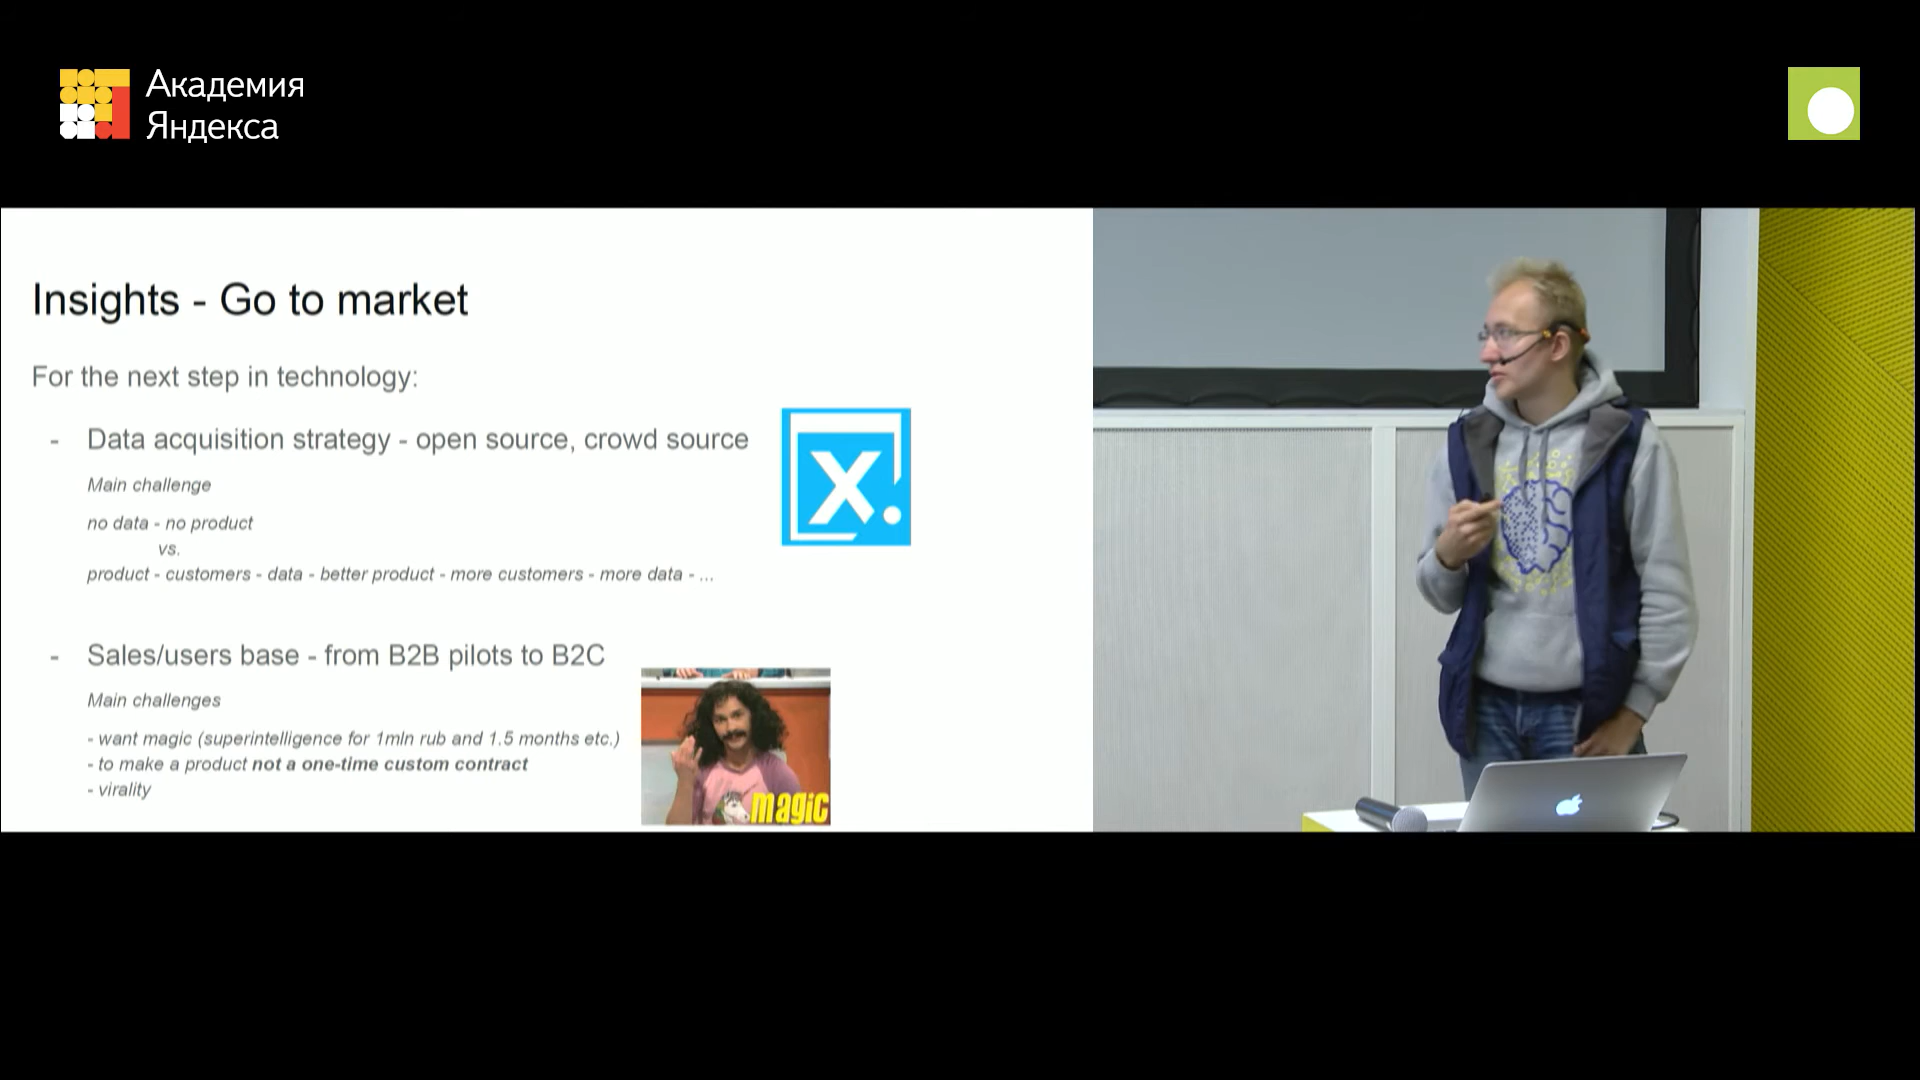 Академия
Яндекса
Insights - Go to market
For the next step in technology:
- Data acquisition strategy - open source, crowd source
Main challenge
no data - no product
vs.
product - customers - data - better product - more customers - more data - ...
X.
- Sales/users base - from B2B pilots to B2C
Main challenges
- want magic (superintelligence for 1mln rub and 1.5 months etc.)
- to make a product not a one-time custom contract
- virality
magic